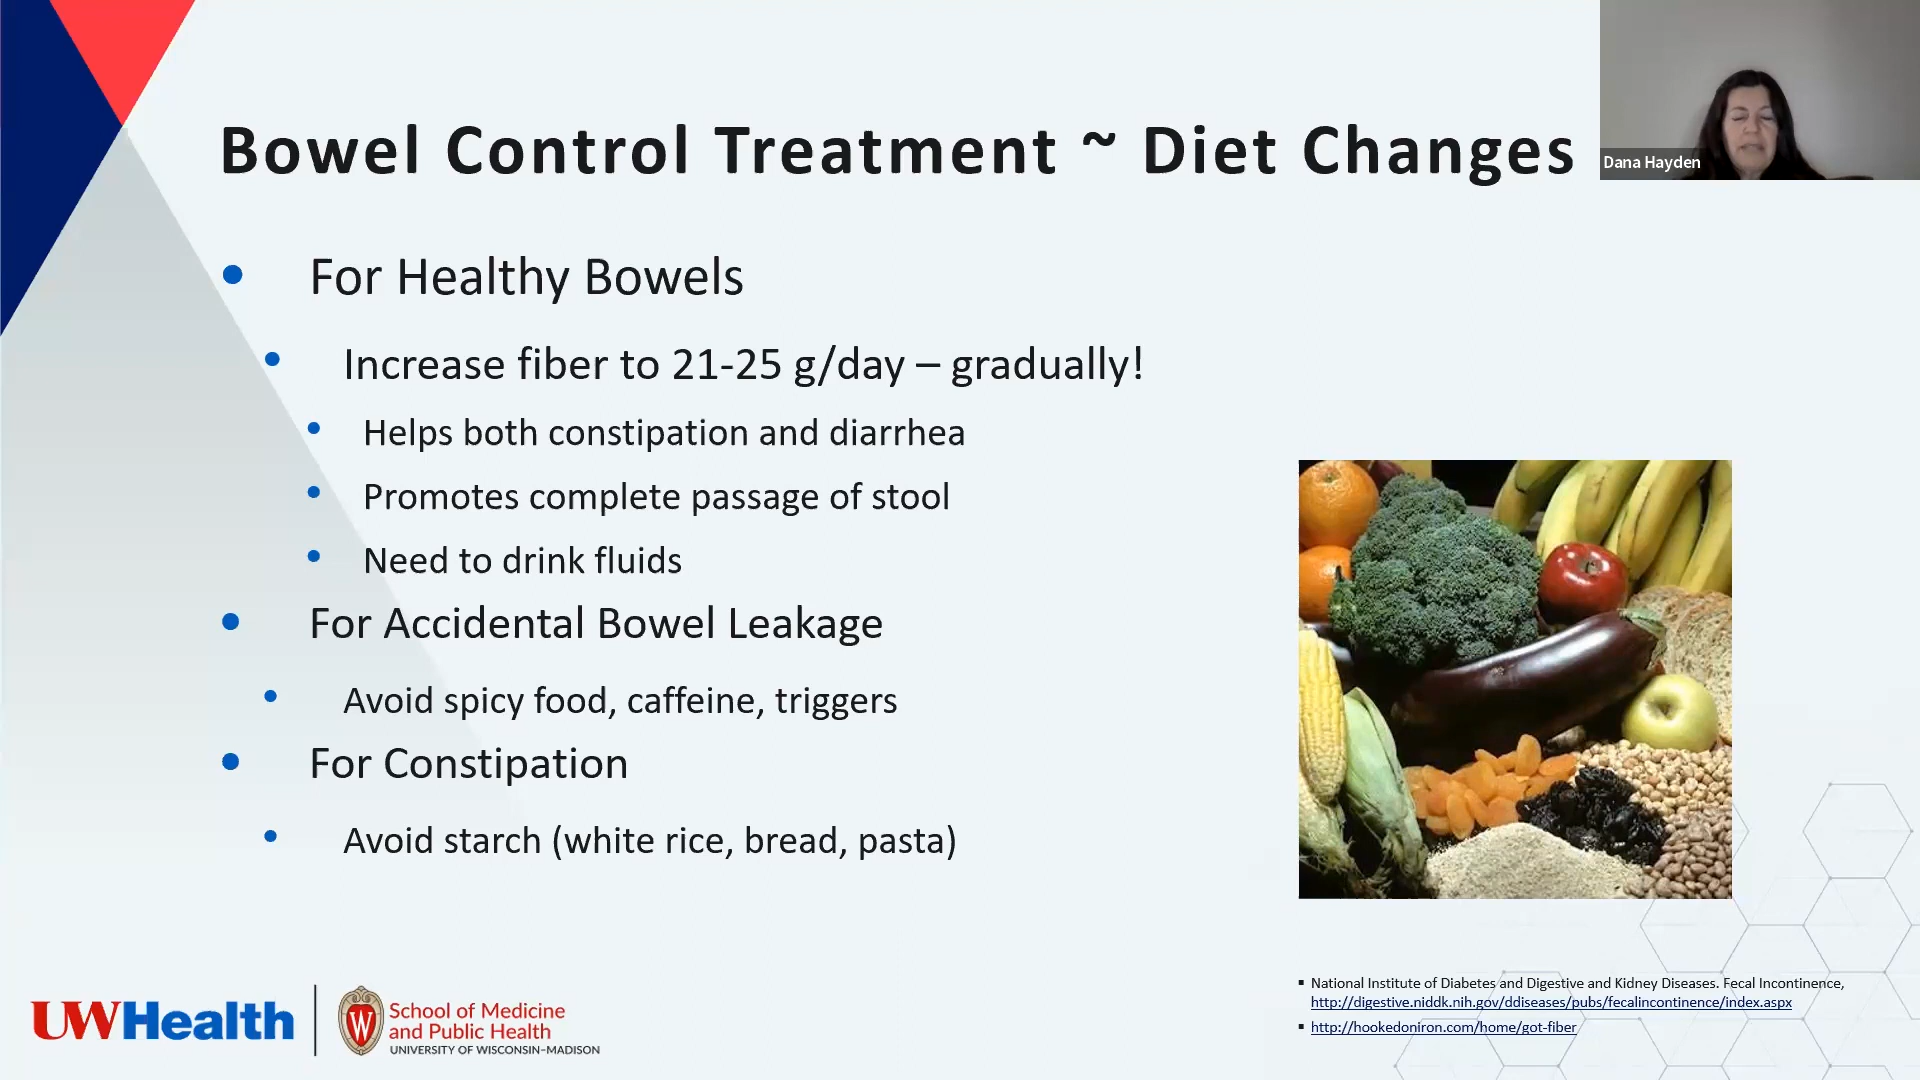 Bowel Control Treatment ~ Diet Changes
Dana Hayden
• For Healthy Bowels
• Increase fiber to 21-25 g/day – gradually!
• Helps both constipation and diarrhea
• Promotes complete passage of stool
• Need to drink fluids
• For Accidental Bowel Leakage
• Avoid spicy food, caffeine, triggers
• For Constipation
• Avoid starch (white rice, bread, pasta)
▪ National Institute of Diabetes and Digestive and Kidney Diseases. Fecal Incontinence,
http://digestive.niddk.nih.gov/ddiseases/pubs/fecalincontinence/index.aspx
▪ http://hookedoniron.com/home/got-fiber
UWHealth
W
School of Medicine
and Public Health
UNIVERSITY OF WISCONSIN–MADISON